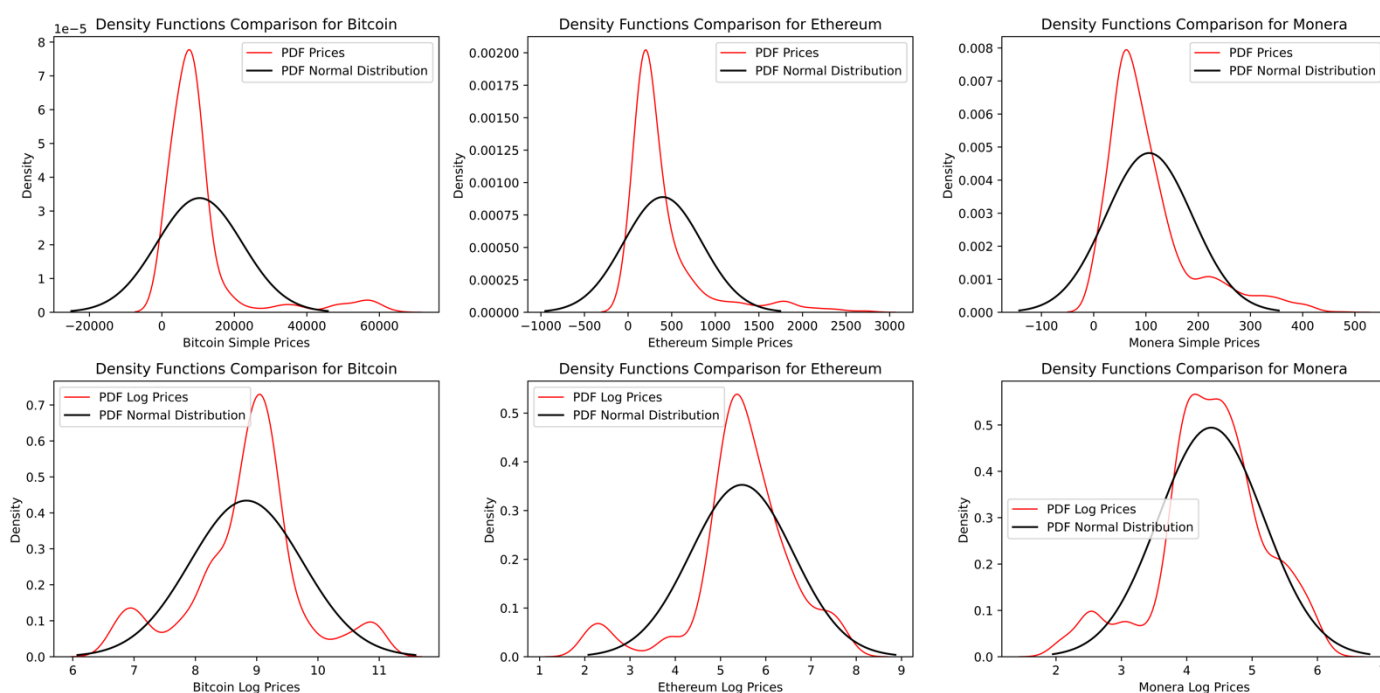 Density Functions Comparison for Bitcoin
1e−5
8
7
6
5
4
3
2
1
0
Density
PDF Prices
PDF Normal Distribution
−20000 0 20000 40000 60000
Bitcoin Simple Prices
Density Functions Comparison for Ethereum
0.00200
0.00175
0.00150
0.00125
0.00100
0.00075
0.00050
0.00025
0.00000
Density
PDF Prices
PDF Normal Distribution
−1000 −500 0 500 1000 1500 2000 2500 3000
Ethereum Simple Prices
Density Functions Comparison for Monera
0.008
0.007
0.006
0.005
0.004
0.003
0.002
0.001
0.000
Density
PDF Prices
PDF Normal Distribution
−100 0 100 200 300 400 500
Monera Simple Prices
Density Functions Comparison for Bitcoin
0.7
0.6
0.5
0.4
0.3
0.2
0.1
0.0
Density
PDF Log Prices
PDF Normal Distribution
6 7 8 9 10 11
Bitcoin Log Prices
Density Functions Comparison for Ethereum
0.5
0.4
0.3
0.2
0.1
0.0
Density
PDF Log Prices
PDF Normal Distribution
1 2 3 4 5 6 7 8 9
Ethereum Log Prices
Density Functions Comparison for Monera
0.5
0.4
0.3
0.2
0.1
0.0
Density
PDF Log Prices
PDF Normal Distribution
2 3 4 5 6 7
Monera Log Prices